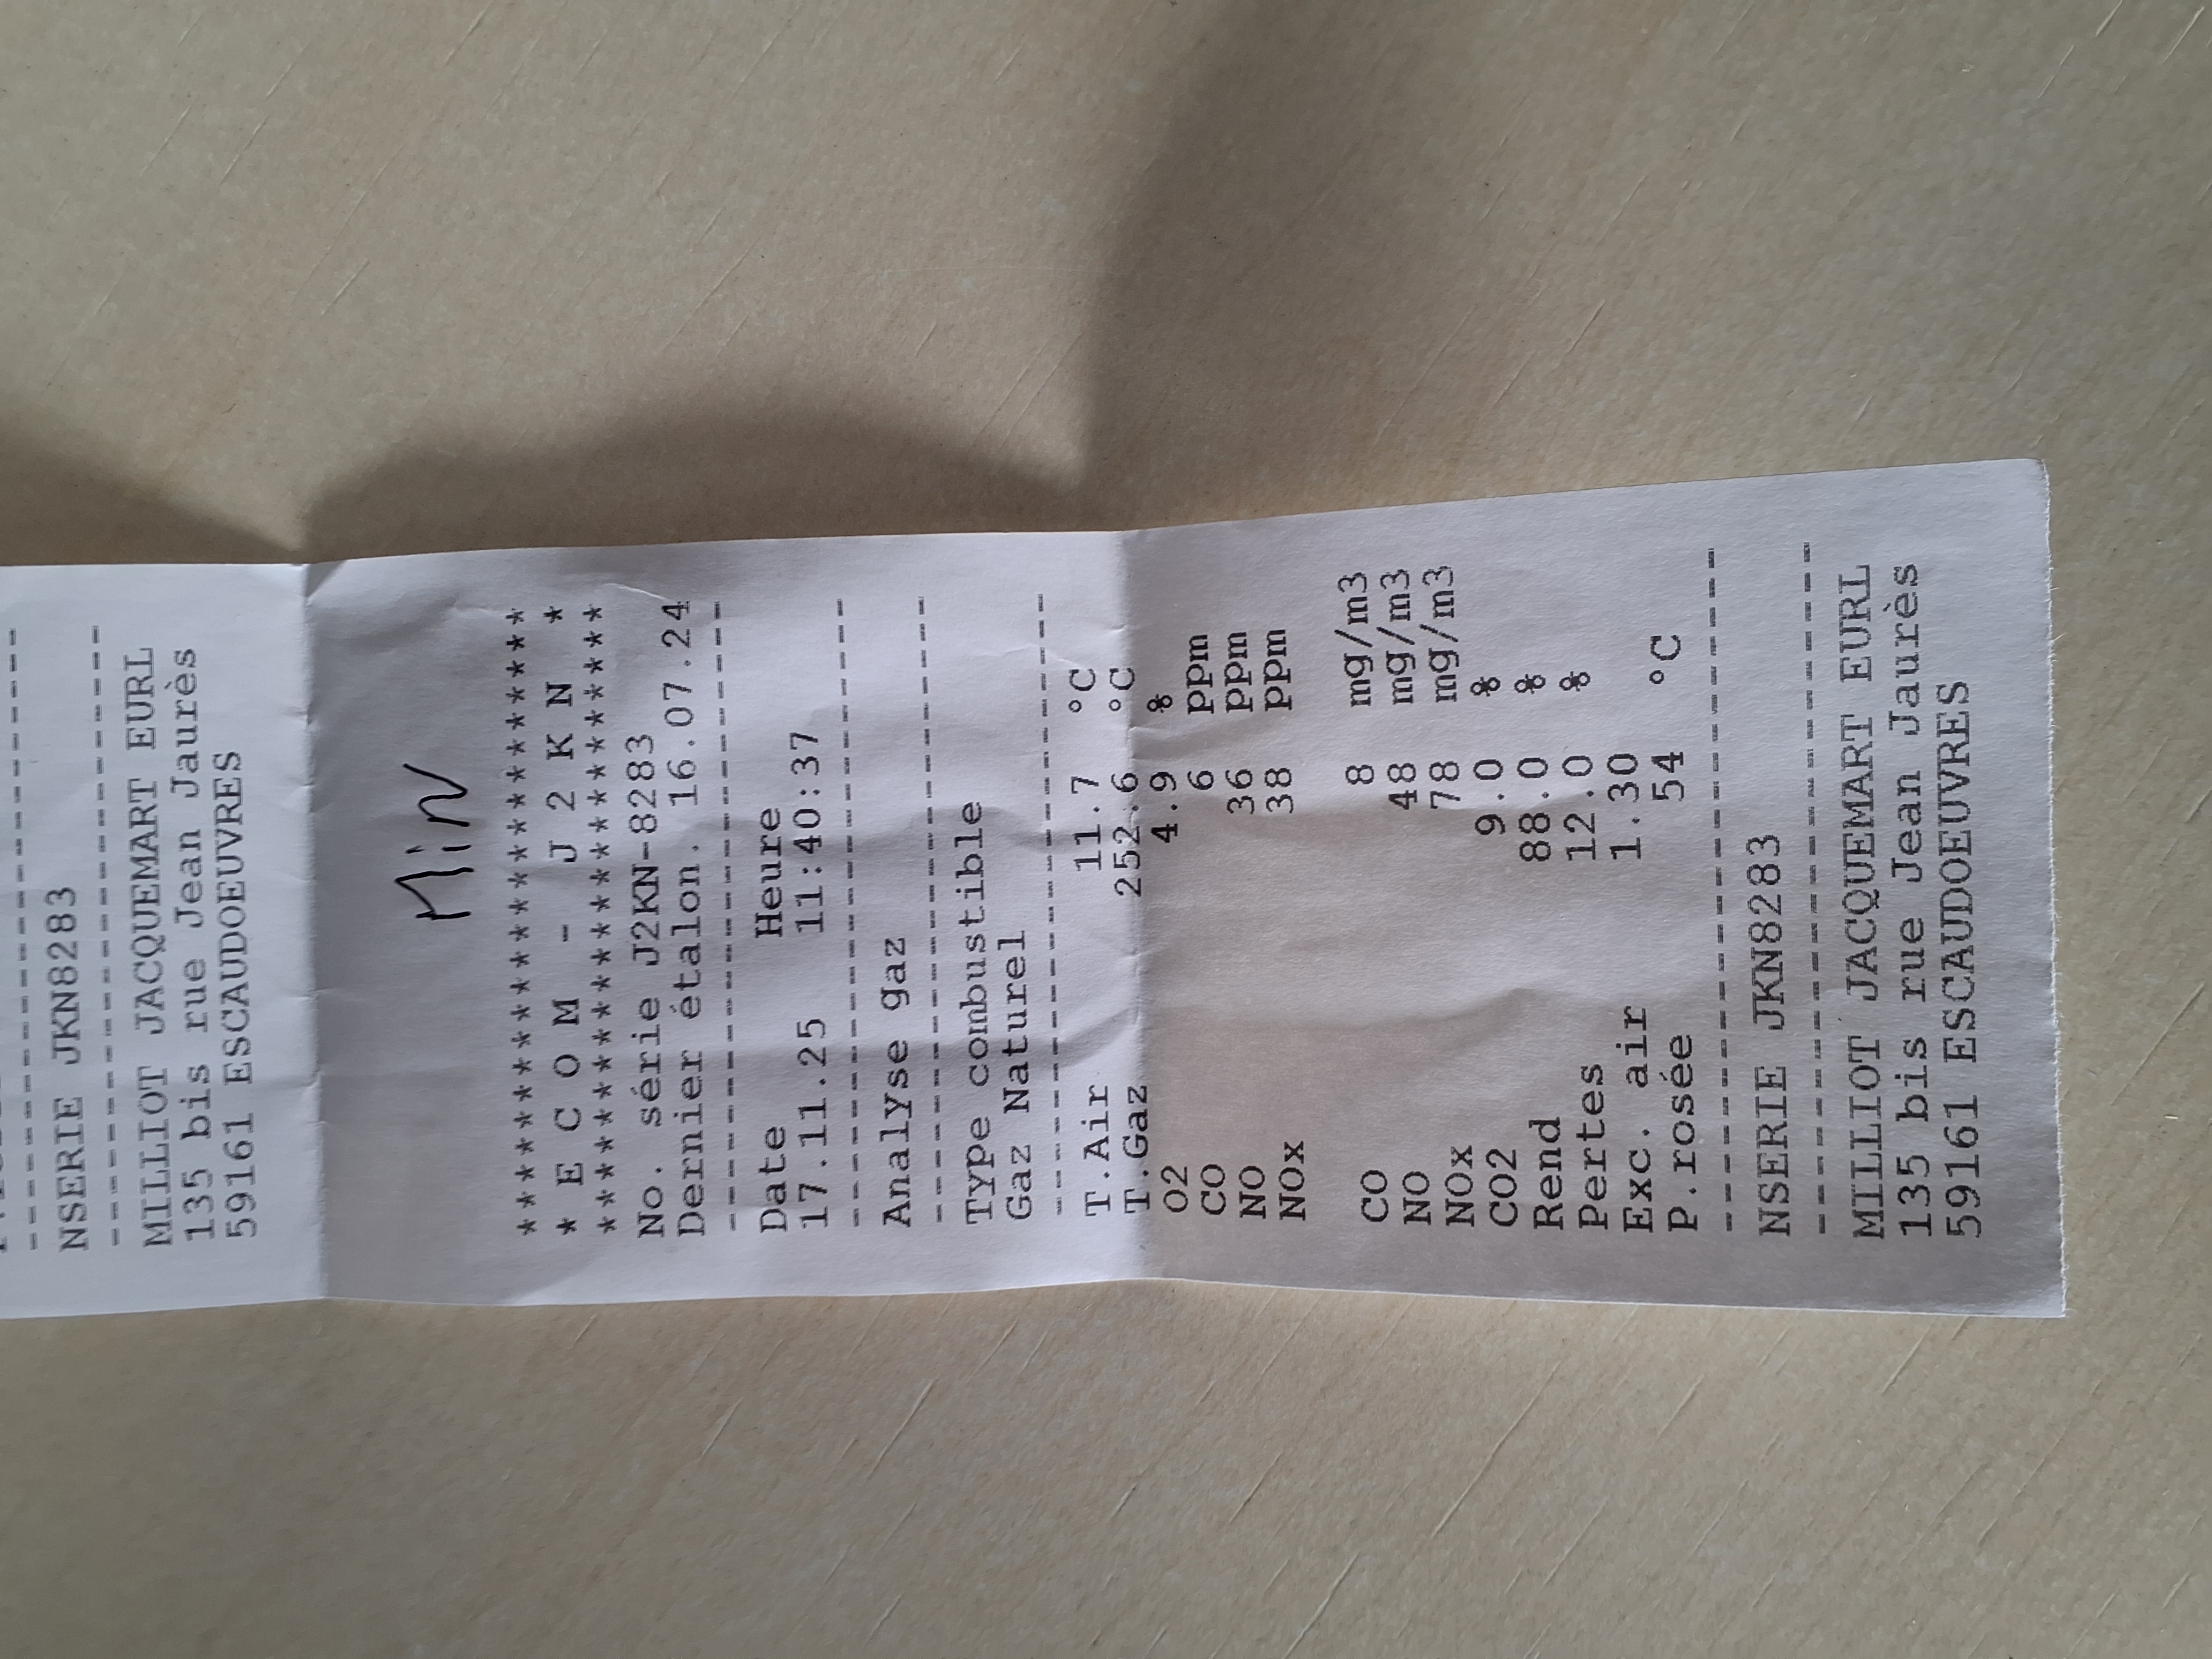 NSERIE JKN8283
------------------------
MILLIOT JACQUEMART EURL
135 bis rue Jean Jaurès
59161 ESCAUDOEUVRES
Min
************************
* E C O M - J 2 K N *
************************
No. série J2KN-8283
Dernier étalon. 16.07.24
------------------------
Date Heure
17.11.25 11:40:37
------------------------
Analyse gaz
------------------------
Type combustible
Gaz Naturel
------------------------
T.Air 11.7 °C
T.Gaz 252.6 °C
O2 4.9 %
CO 6 ppm
NO 36 ppm
NOx 38 ppm
CO 8 mg/m3
NO 48 mg/m3
NOx 78 mg/m3
CO2 9.0 %
Rend 88.0 %
Pertes 12.0 %
Exc. air 1.30
P.rosée 54 °C
------------------------
NSERIE JKN8283
------------------------
MILLIOT JACQUEMART EURL
135 bis rue Jean Jaurès
59161 ESCAUDOEUVRES